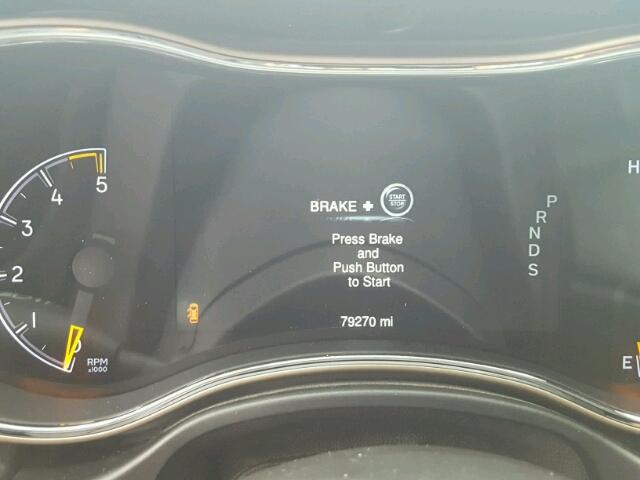 5
4
3
2
1
0
RPM
x1000
BRAKE + START
STOP
Press Brake
and
Push Button
to Start
79270 mi
P
R
N
D
S
H
E